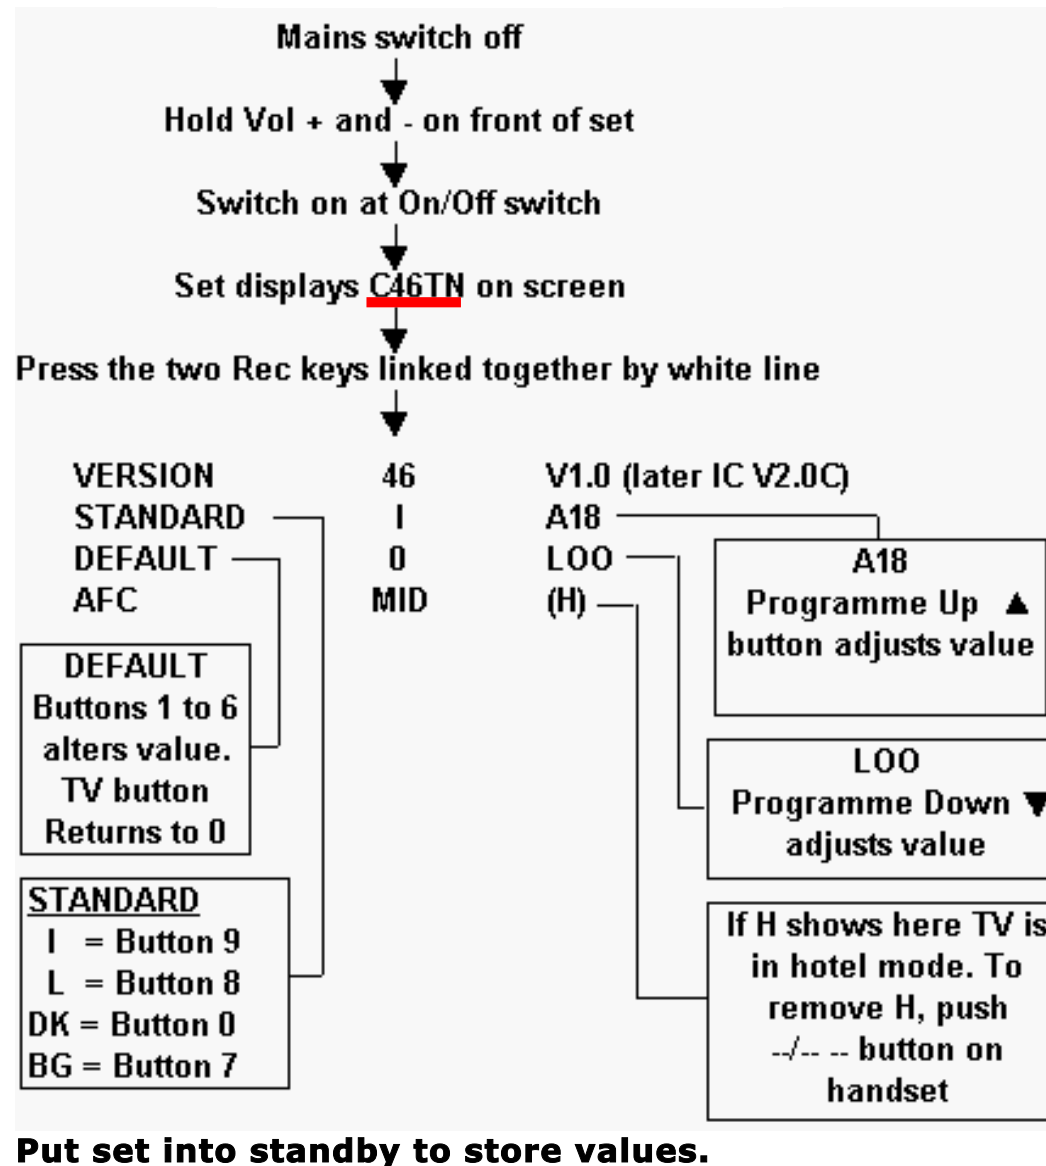 Mains switch off
Hold Vol + and - on front of set
Switch on at On/Off switch
Set displays C46TN on screen
Press the two Rec keys linked together by white line
VERSION 46 V1.0 (later IC V2.0C)
STANDARD I A18
DEFAULT 0 LOO
AFC MID (H)
DEFAULT
Buttons 1 to 6
alters value.
TV button
Returns to 0
STANDARD
I = Button 9
L = Button 8
DK = Button 0
BG = Button 7
A18
Programme Up ▲
button adjusts value
LOO
Programme Down ▼
adjusts value
If H shows here TV is
in hotel mode. To
remove H, push
--/-- -- button on
handset
Put set into standby to store values.